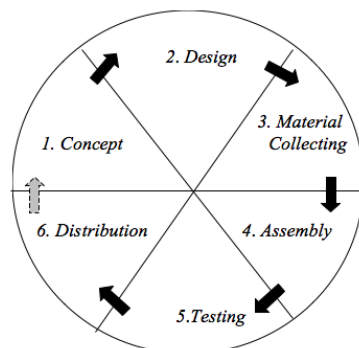 2. Design
1. Concept
3. Material
Collecting
6. Distribution
4. Assembly
5.Testing